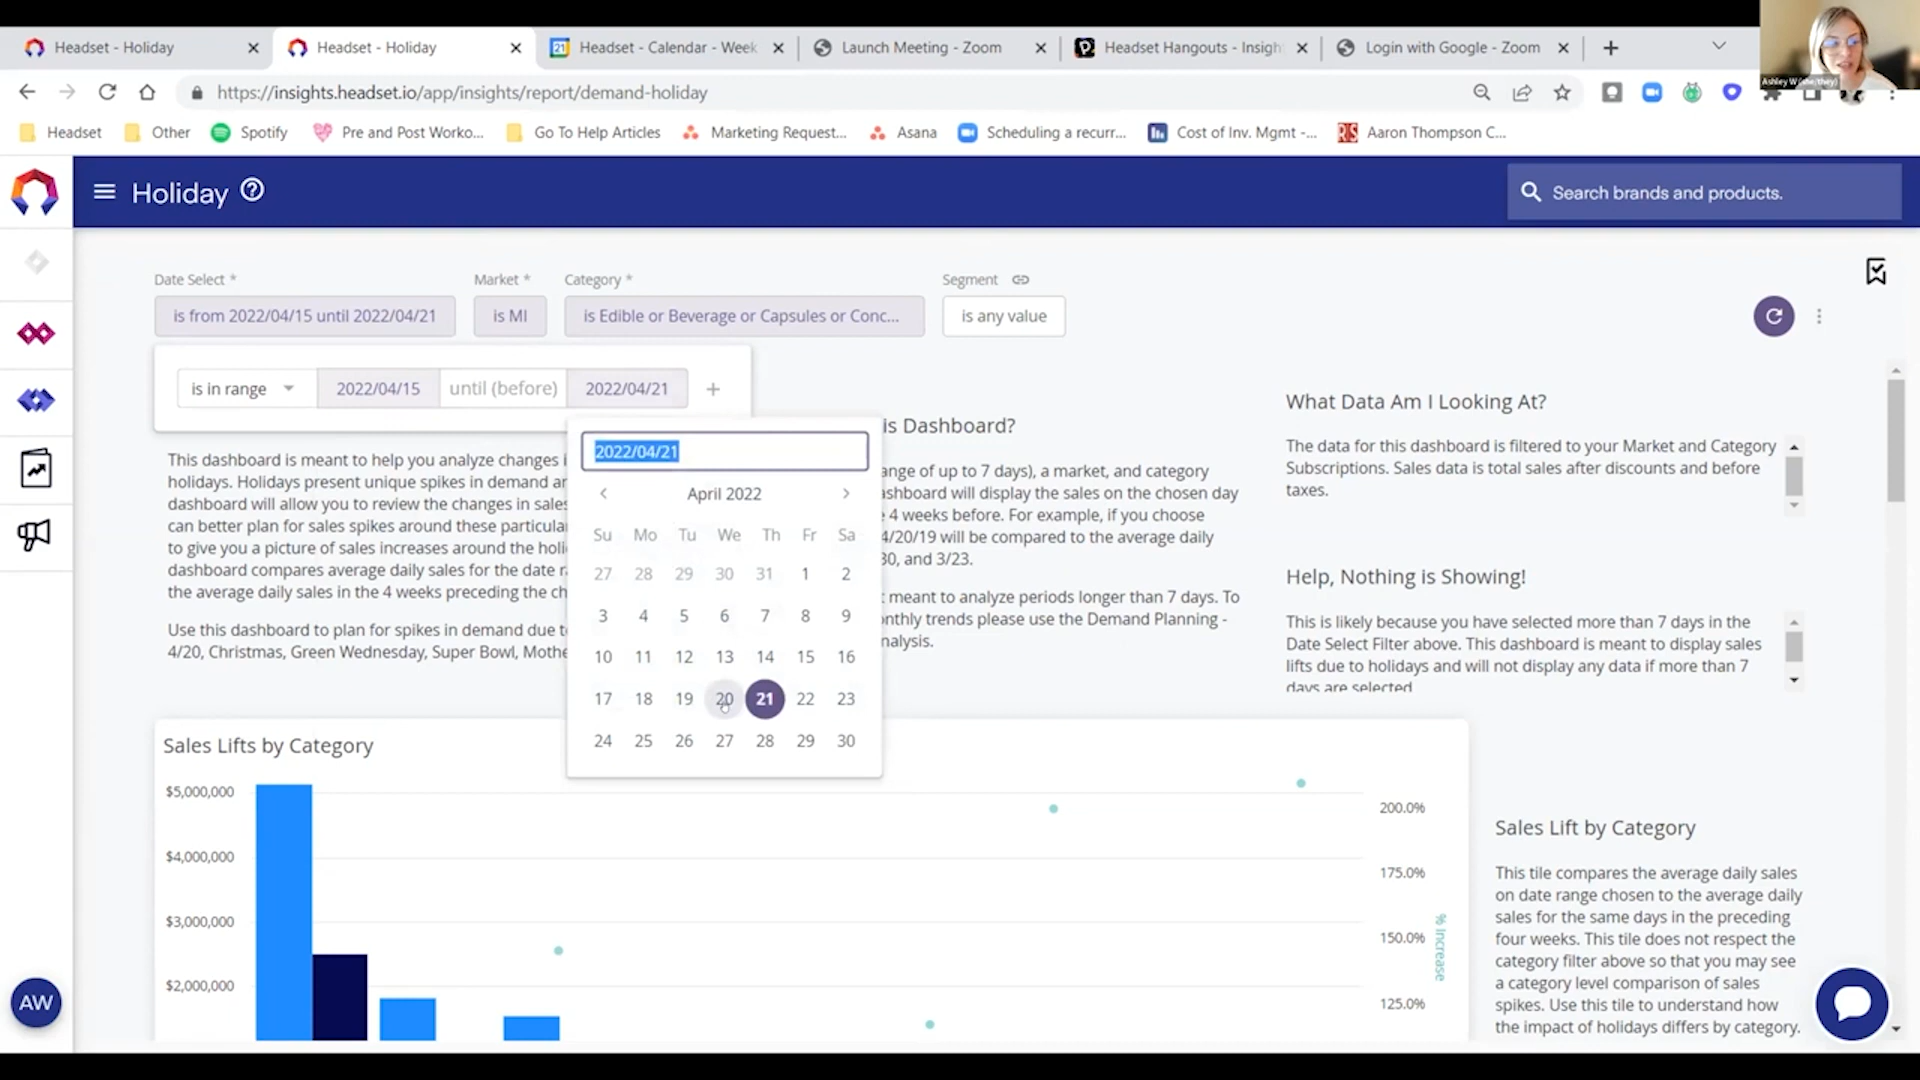 Headset - Holiday
Headset - Holiday
21
Headset - Calendar - Week
Launch Meeting - Zoom
Headset Hangouts - Insigh
Login with Google - Zoom
Ashley W (she/they)
https://insights.headset.io/app/insights/report/demand-holiday
Headset
Other
Spotify
Pre and Post Worko...
Go To Help Articles
Marketing Request...
Asana
Scheduling a recurr...
Cost of Inv. Mgmt -...
Aaron Thompson C...
Holiday
Search brands and products.
Date Select *
Market *
Category *
Segment
is from 2022/04/15 until 2022/04/21
is MI
is Edible or Beverage or Capsules or Conc...
is any value
is in range
2022/04/15
until (before)
2022/04/21
2022/04/21
April 2022
Su Mo Tu We Th Fr Sa
27 28 29 30 31 1 2
3 4 5 6 7 8 9
10 11 12 13 14 15 16
17 18 19 20 21 22 23
24 25 26 27 28 29 30
This dashboard is meant to help you analyze changes i
holidays. Holidays present unique spikes in demand ar
dashboard will allow you to review the changes in sales
can better plan for sales spikes around these particula
to give you a picture of sales increases around the holi
dashboard compares average daily sales for the date r
the average daily sales in the 4 weeks preceding the ch
Use this dashboard to plan for spikes in demand due to
4/20, Christmas, Green Wednesday, Super Bowl, Mothe
is Dashboard?
ange of up to 7 days), a market, and category
ashboard will display the sales on the chosen day
4 weeks before. For example, if you choose
4/20/19 will be compared to the average daily
30, and 3/23.
meant to analyze periods longer than 7 days. To
onthly trends please use the Demand Planning -
nalysis.
What Data Am I Looking At?
The data for this dashboard is filtered to your Market and Category
Subscriptions. Sales data is total sales after discounts and before
taxes.
Help, Nothing is Showing!
This is likely because you have selected more than 7 days in the
Date Select Filter above. This dashboard is meant to display sales
lifts due to holidays and will not display any data if more than 7
days are selected
Sales Lifts by Category
$5,000,000
$4,000,000
$3,000,000
$2,000,000
200.0%
175.0%
150.0%
125.0%
% Increase
Sales Lift by Category
This tile compares the average daily sales
on date range chosen to the average daily
sales for the same days in the preceding
four weeks. This tile does not respect the
category filter above so that you may see
a category level comparison of sales
spikes. Use this tile to understand how
the impact of holidays differs by category.
AW